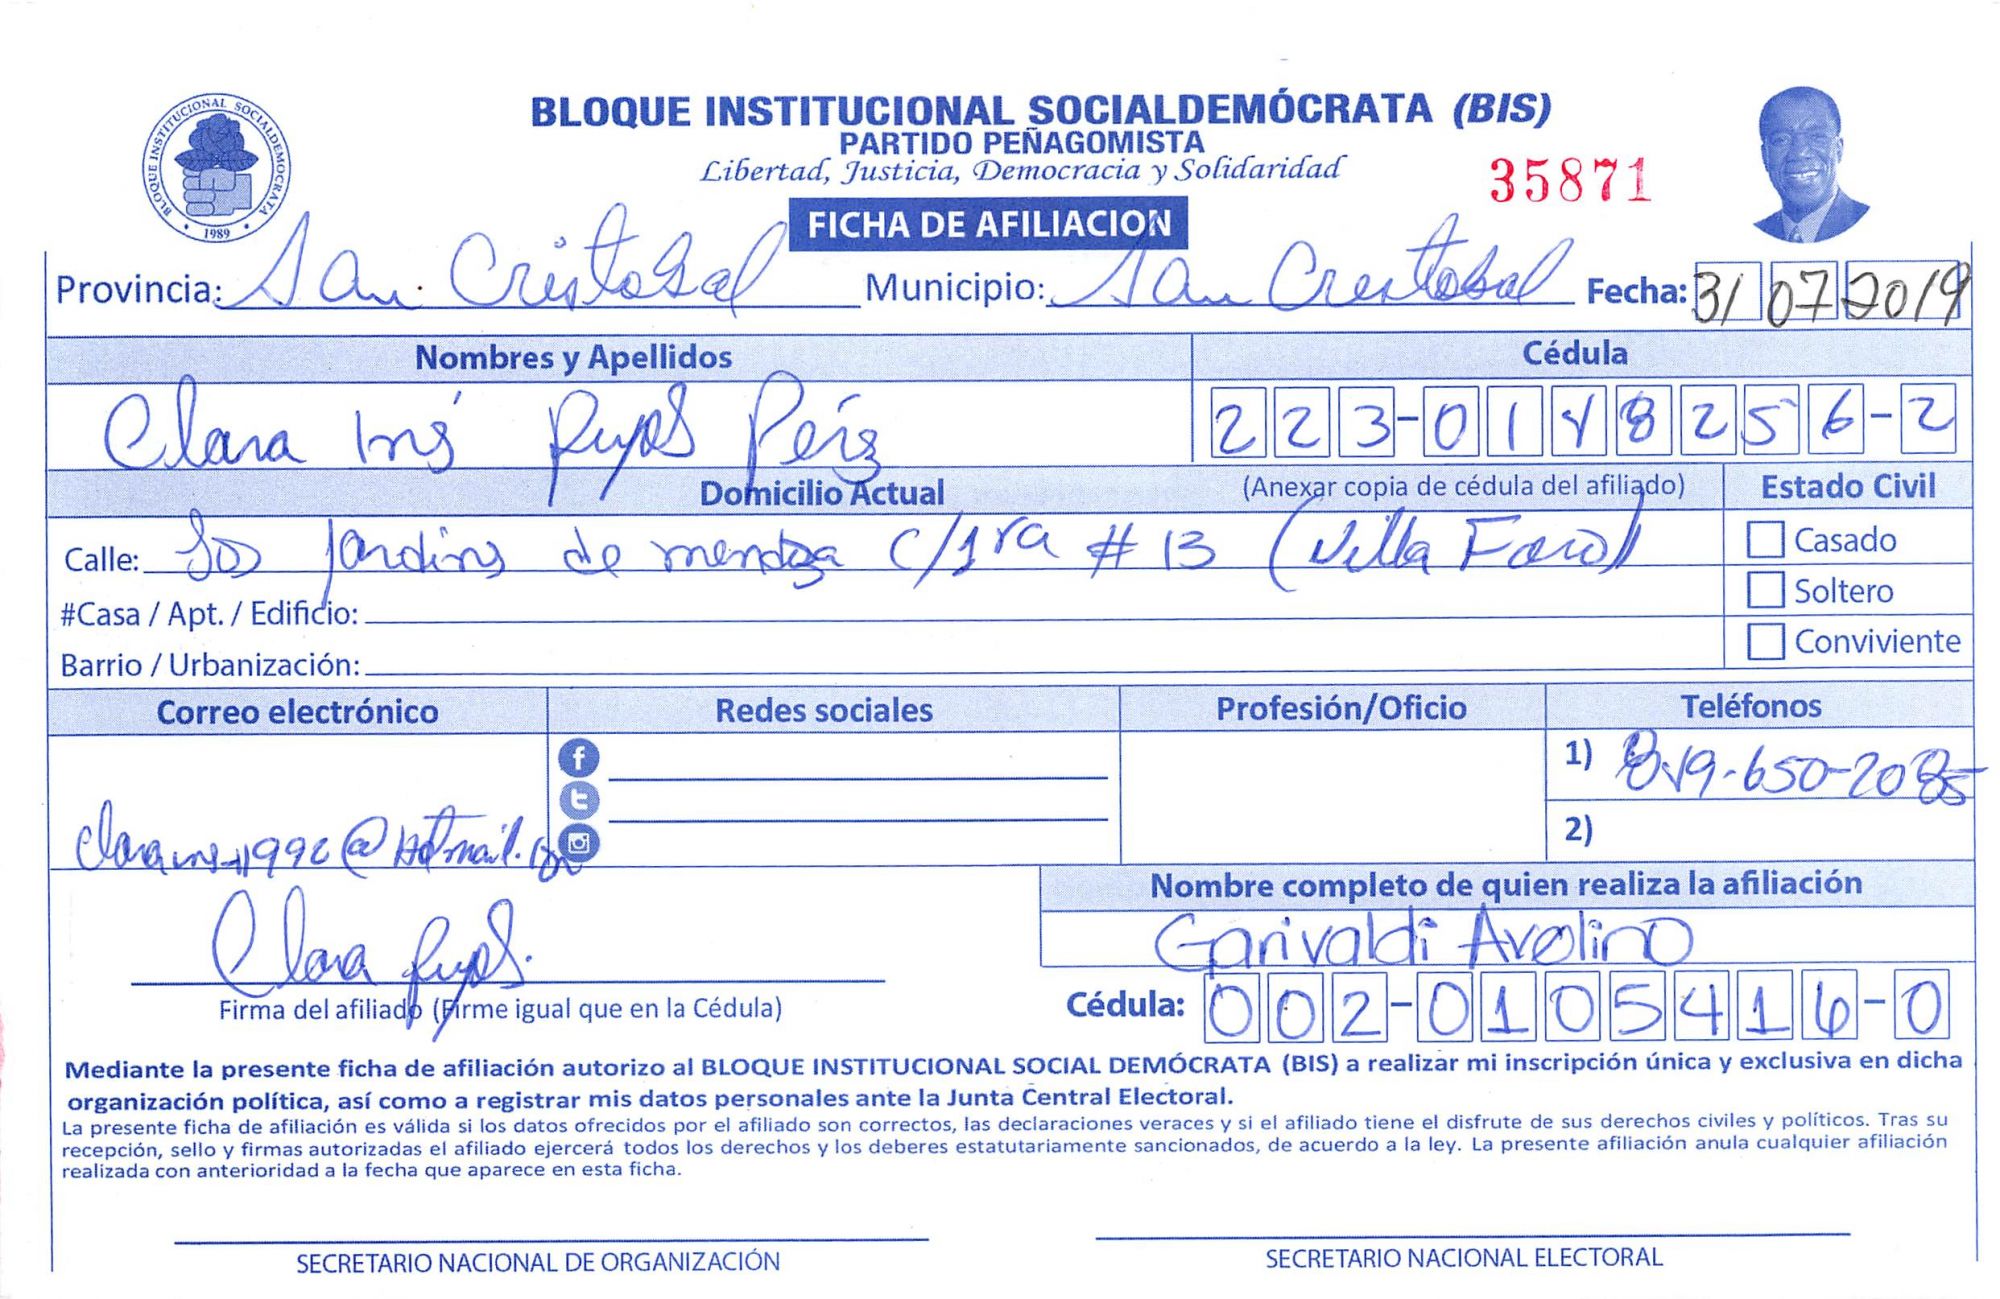 BLOQUE INSTITUCIONAL SOCIALDEMÓCRATA (BIS)
PARTIDO PEÑAGOMISTA
Libertad, Justicia, Democracia y Solidaridad
35871
BLOQUE INSTITUCIONAL SOCIALDEMOCRATA
1989
FICHA DE AFILIACION
Provincia: San Cristobal Municipio: San Cristobal Fecha: 31 07 2019
Nombres y Apellidos Cédula
Clara Inés 223-0148256-2
Domicilio Actual (Anexar copia de cédula del afiliado) Estado Civil
Calle: Los Jardines de mendoza C/1ra # 13 (Villa Faro) Casado
#Casa / Apt. / Edificio: Soltero
Barrio / Urbanización: Conviviente
Correo electrónico Redes sociales Profesión/Oficio Teléfonos
1) 849-650-2085
2)
@Hotmail.
Nombre completo de quien realiza la afiliación
Clara Garivaldi Avelino
Firma del afiliado (Firme igual que en la Cédula) Cédula: 002-0105416-0
Mediante la presente ficha de afiliación autorizo al BLOQUE INSTITUCIONAL SOCIAL DEMÓCRATA (BIS) a realizar mi inscripción única y exclusiva en dicha
organización política, así como a registrar mis datos personales ante la Junta Central Electoral.
La presente ficha de afiliación es válida si los datos ofrecidos por el afiliado son correctos, las declaraciones veraces y si el afiliado tiene el disfrute de sus derechos civiles y políticos. Tras su
recepción, sello y firmas autorizadas el afiliado ejercerá todos los derechos y los deberes estatutariamente sancionados, de acuerdo a la ley. La presente afiliación anula cualquier afiliación
realizada con anterioridad a la fecha que aparece en esta ficha.
SECRETARIO NACIONAL DE ORGANIZACIÓN SECRETARIO NACIONAL ELECTORAL